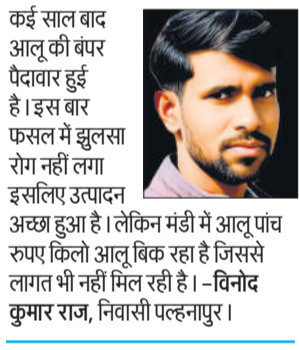 कई साल बाद
आलू की बंपर
पैदावार हुई
है। इस बार
फसल में झुलसा
रोग नहीं लगा
इसलिए उत्पादन
अच्छा हुआ है। लेकिन मंडी में आलू पांच
रुपए किलो आलू बिक रहा है जिससे
लागत भी नहीं मिल रही है। –विनोद
कुमार राज, निवासी पल्हनापुर।